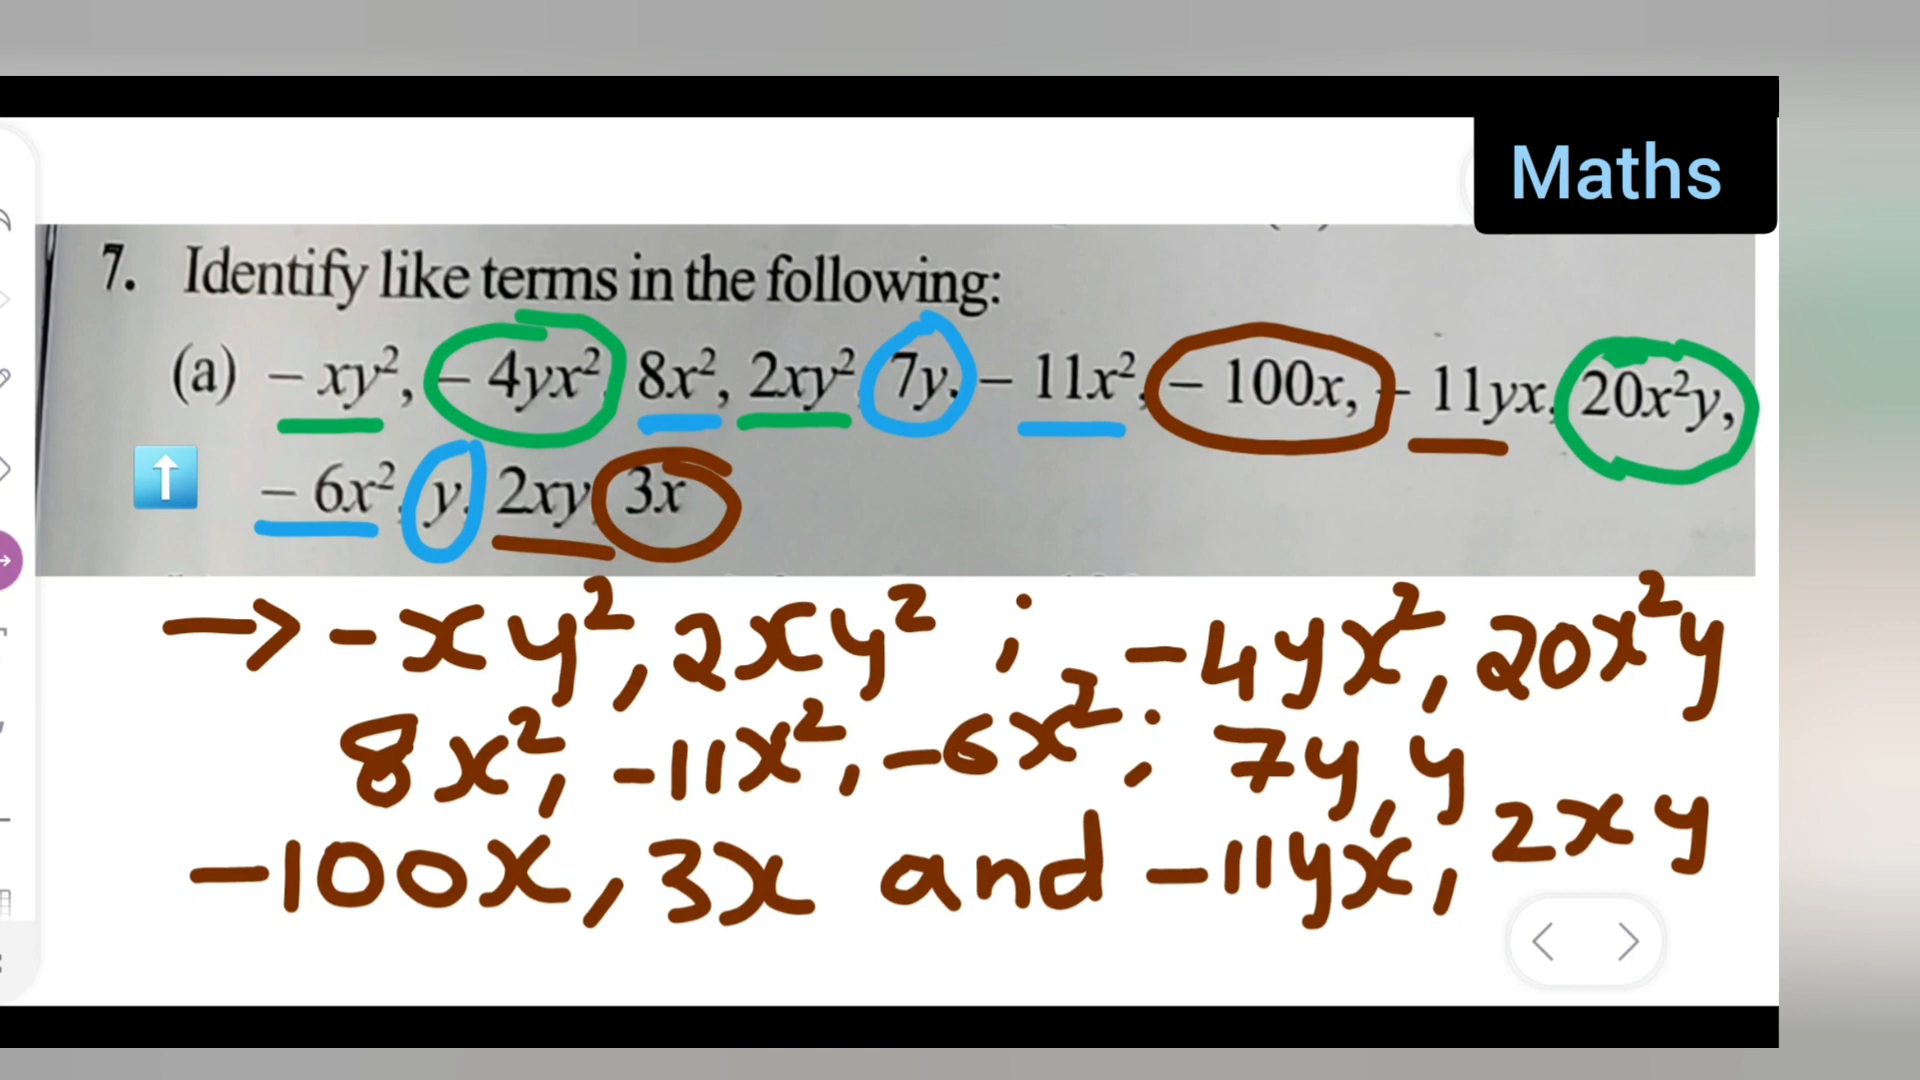 Maths
7. Identify like terms in the following:
(a) – xy², – 4yx², 8x², 2xy², 7y, – 11x², – 100x, – 11yx, 20x²y,
– 6x², y, 2xy, 3x
→ -xy², 2xy² ; -4yx², 20x²y
8x², -11x², -6x² ; 7y, y
-100x, 3x and -11yx, 2xy